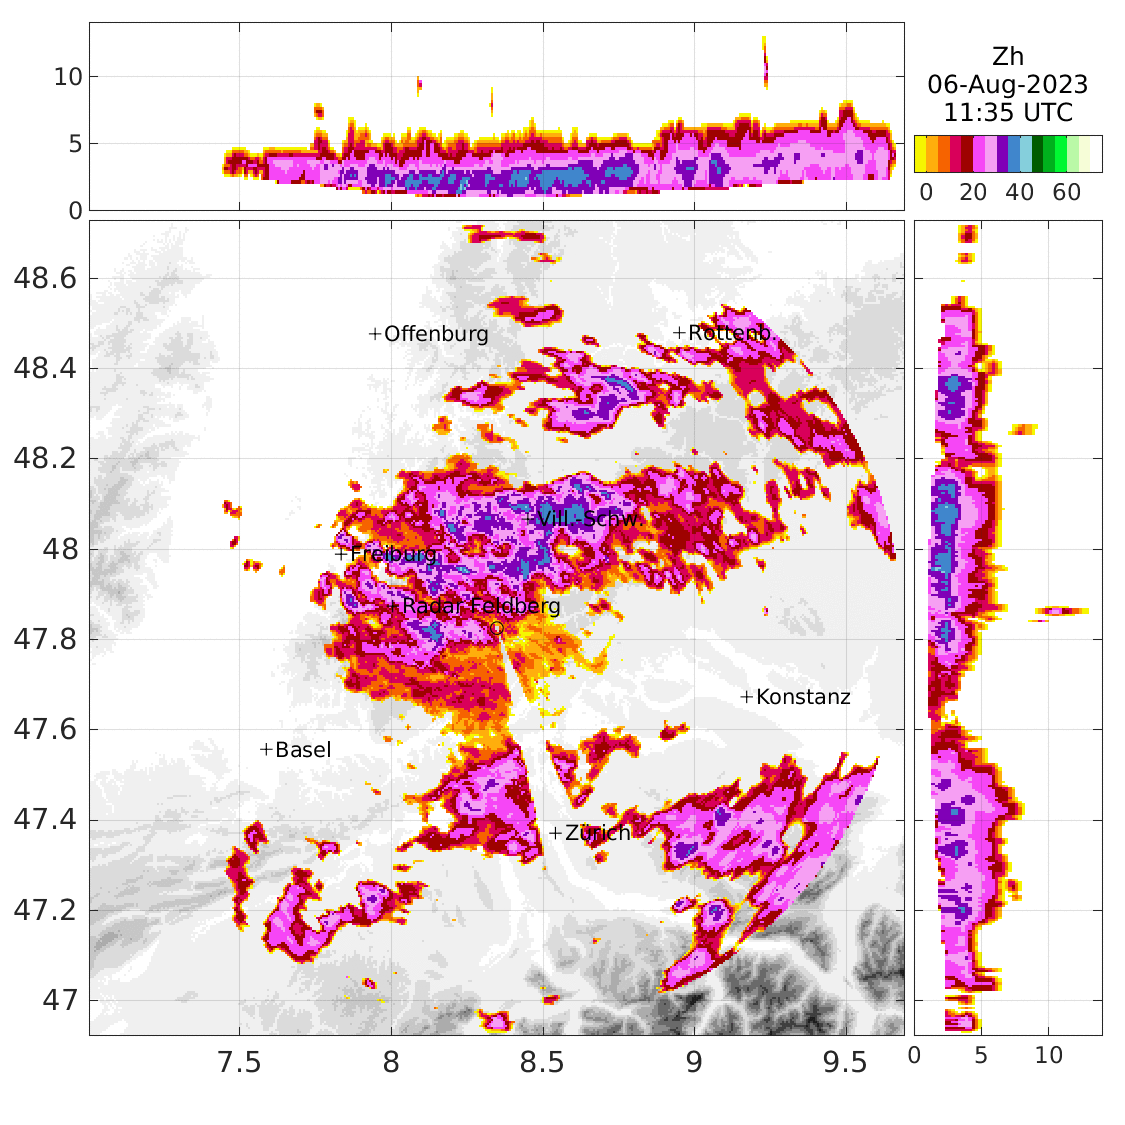 10
5
0
Zh
06-Aug-2023
11:35 UTC
0 20 40 60
48.6
48.4
48.2
48
47.8
47.6
47.4
47.2
47
+Offenburg
+Rottenb.
+Vill.-Schw.
+Freiburg
+Radar Feldberg
+Konstanz
+Basel
+Zürich
7.5 8 8.5 9 9.5
0 5 10